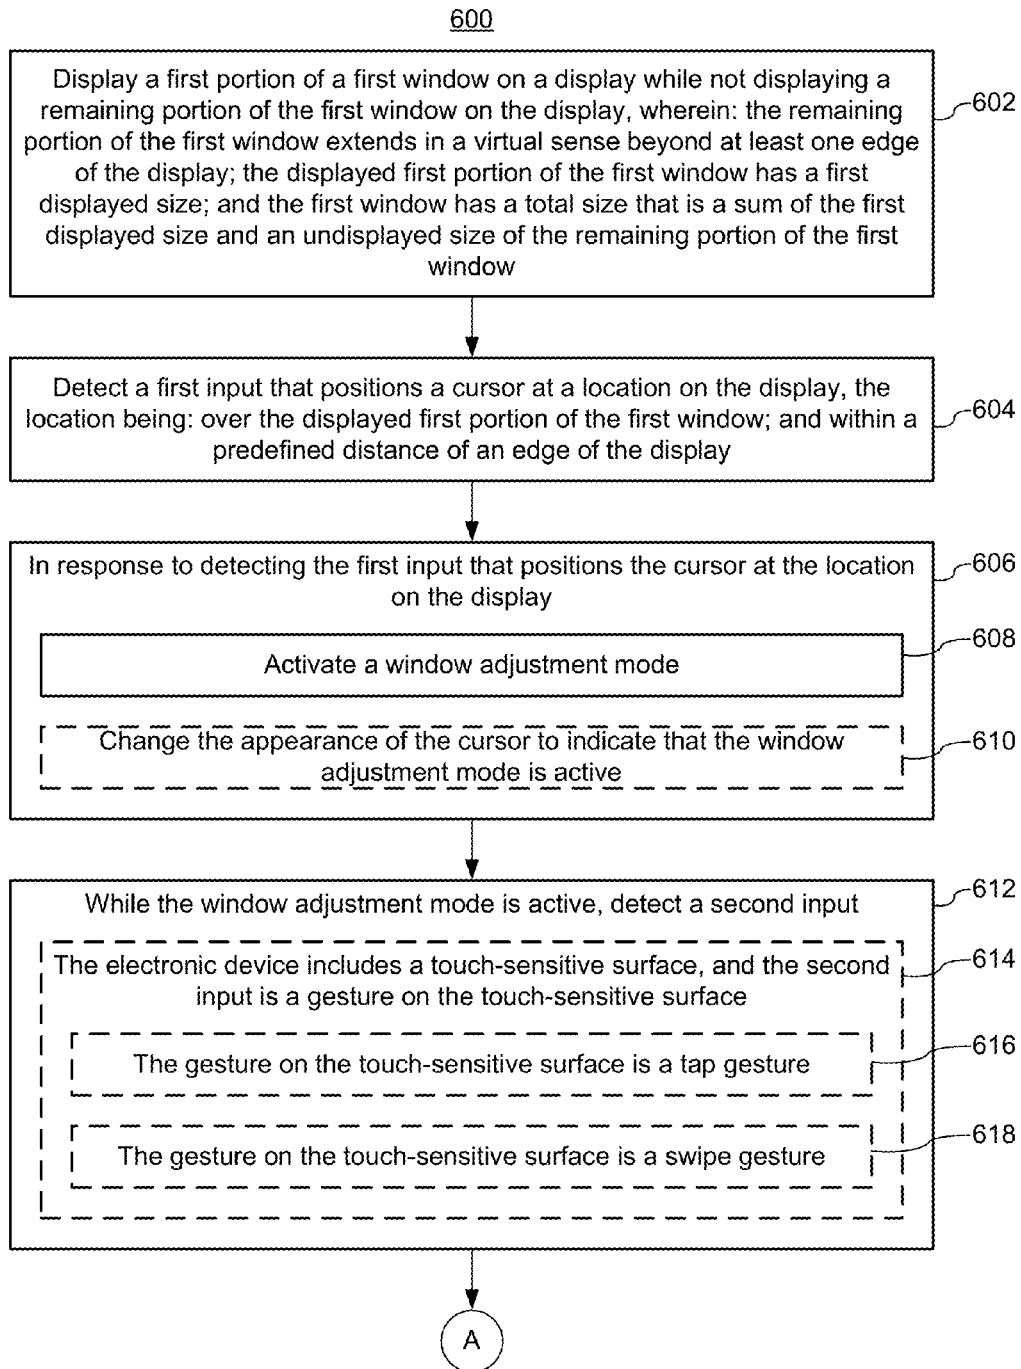 600
Display a first portion of a first window on a display while not displaying a
remaining portion of the first window on the display, wherein: the remaining
portion of the first window extends in a virtual sense beyond at least one edge
of the display; the displayed first portion of the first window has a first
displayed size; and the first window has a total size that is a sum of the first
displayed size and an undisplayed size of the remaining portion of the first
window
602
Detect a first input that positions a cursor at a location on the display, the
location being: over the displayed first portion of the first window; and within a
predefined distance of an edge of the display
604
In response to detecting the first input that positions the cursor at the location
on the display
606
Activate a window adjustment mode
608
Change the appearance of the cursor to indicate that the window
adjustment mode is active
610
While the window adjustment mode is active, detect a second input
612
The electronic device includes a touch-sensitive surface, and the second
input is a gesture on the touch-sensitive surface
614
The gesture on the touch-sensitive surface is a tap gesture
616
The gesture on the touch-sensitive surface is a swipe gesture
618
A